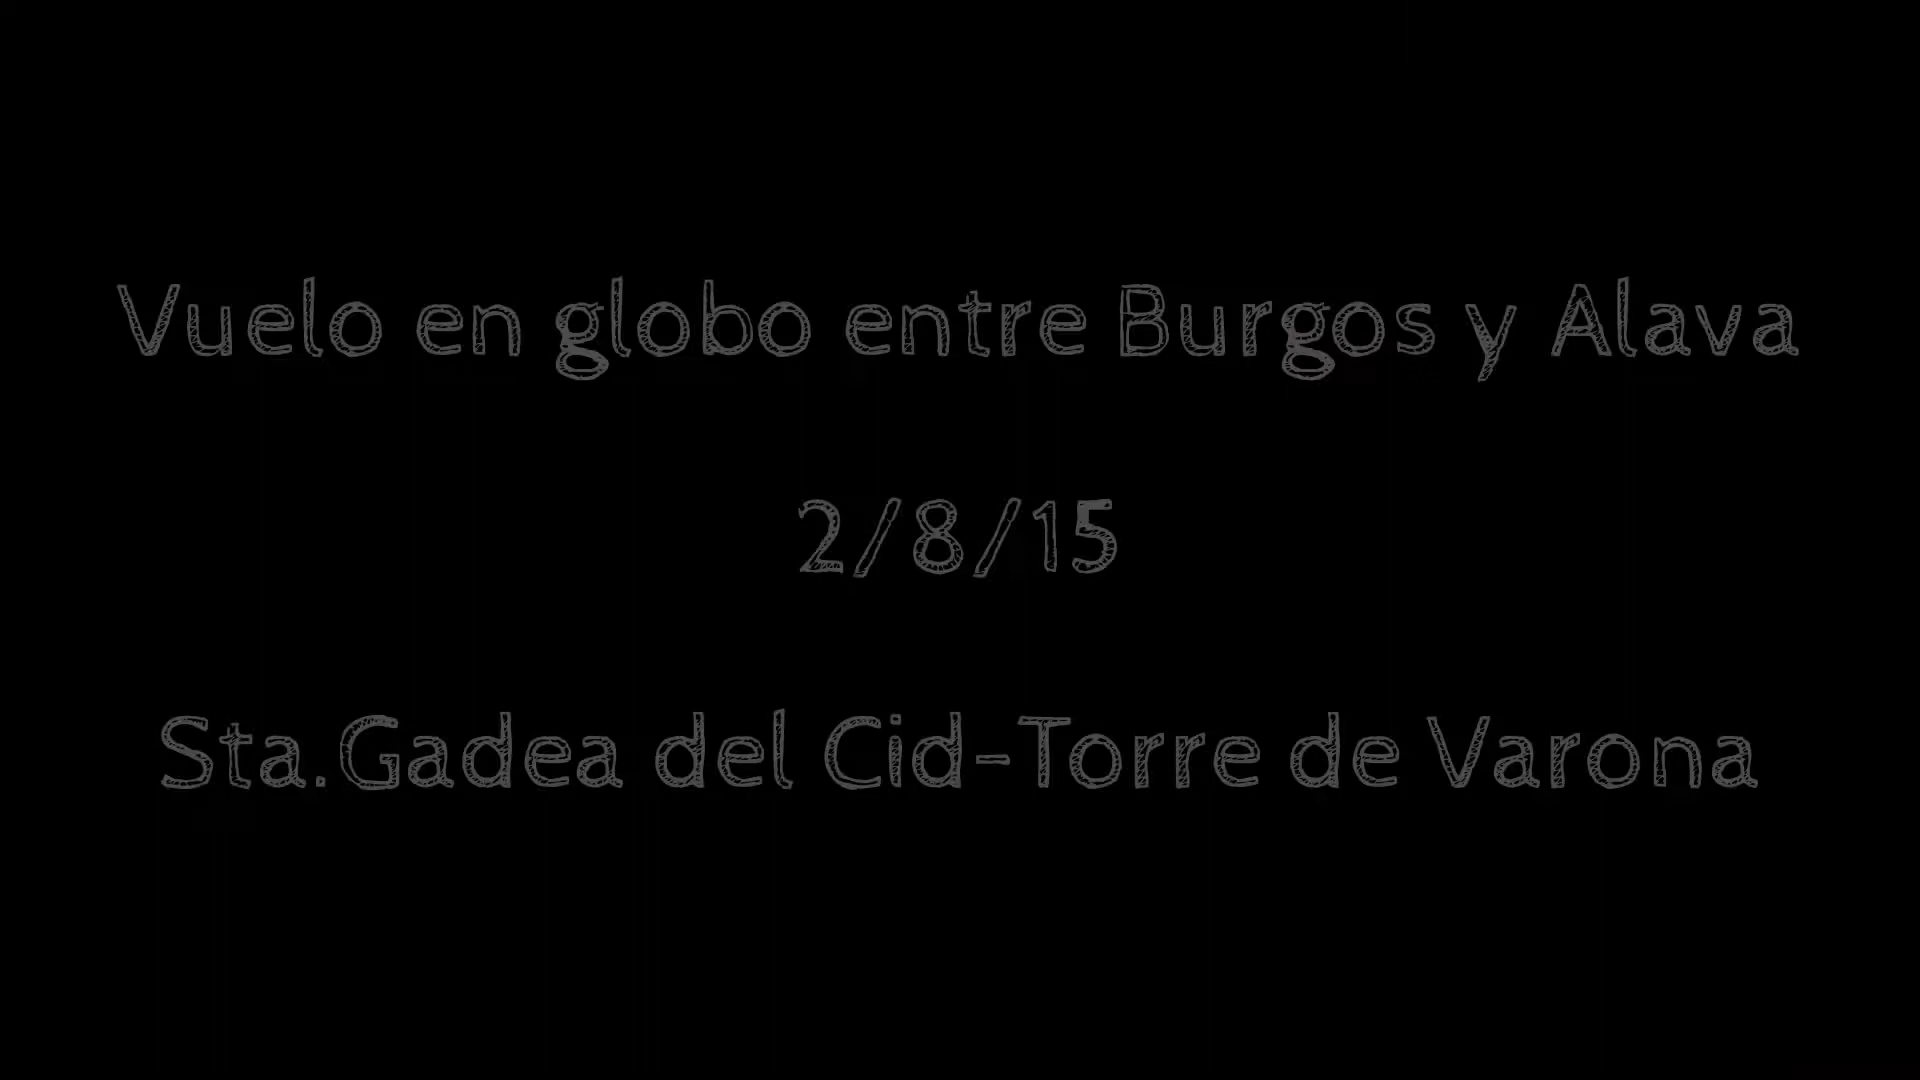 Vuelo en globo entre Burgos y Alava
2/8/15
Sta.Gadea del Cid-Torre de Varona